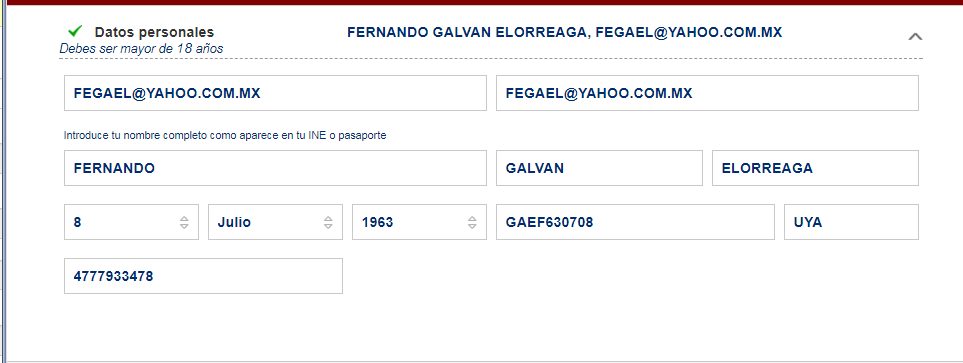 Datos personales FERNANDO GALVAN ELORREAGA, FEGAEL@YAHOO.COM.MX
Debes ser mayor de 18 años
FEGAEL@YAHOO.COM.MX FEGAEL@YAHOO.COM.MX
Introduce tu nombre completo como aparece en tu INE o pasaporte
FERNANDO GALVAN ELORREAGA
8 Julio 1963 GAEF630708 UYA
4777933478